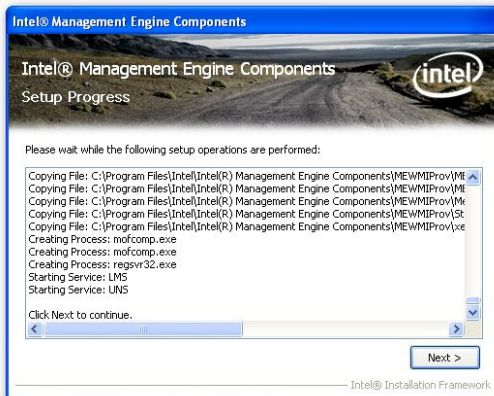 Intel® Management Engine Components
Intel® Management Engine Components
Setup Progress
intel
Please wait while the following setup operations are performed:
Copying File: C:\Program Files\Intel\Intel(R) Management Engine Components\MEWMIProv\ME
Copying File: C:\Program Files\Intel\Intel(R) Management Engine Components\MEWMIProv\ME
Copying File: C:\Program Files\Intel\Intel(R) Management Engine Components\MEWMIProv\Me
Copying File: C:\Program Files\Intel\Intel(R) Management Engine Components\MEWMIProv\St
Copying File: C:\Program Files\Intel\Intel(R) Management Engine Components\MEWMIProv\xe
Creating Process: mofcomp.exe
Creating Process: mofcomp.exe
Creating Process: regsvr32.exe
Starting Service: LMS
Starting Service: UNS
Click Next to continue.
Next >
Intel® Installation Framework